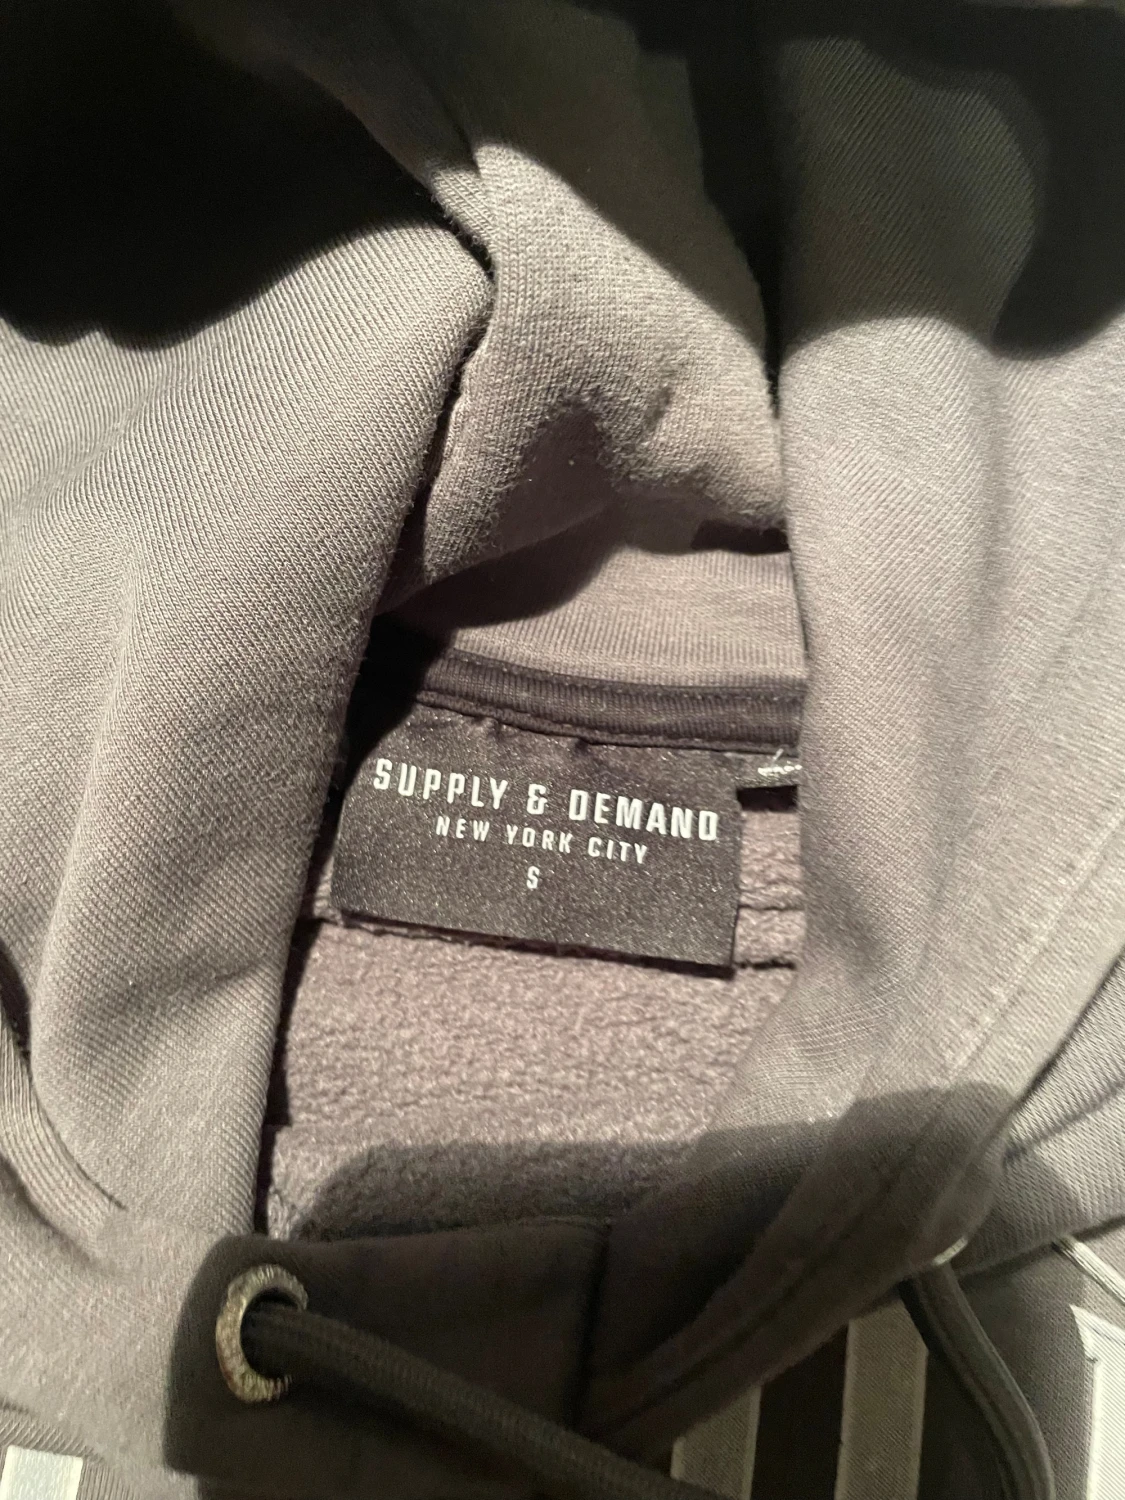 SUPPLY & DEMAND
NEW YORK CITY
S